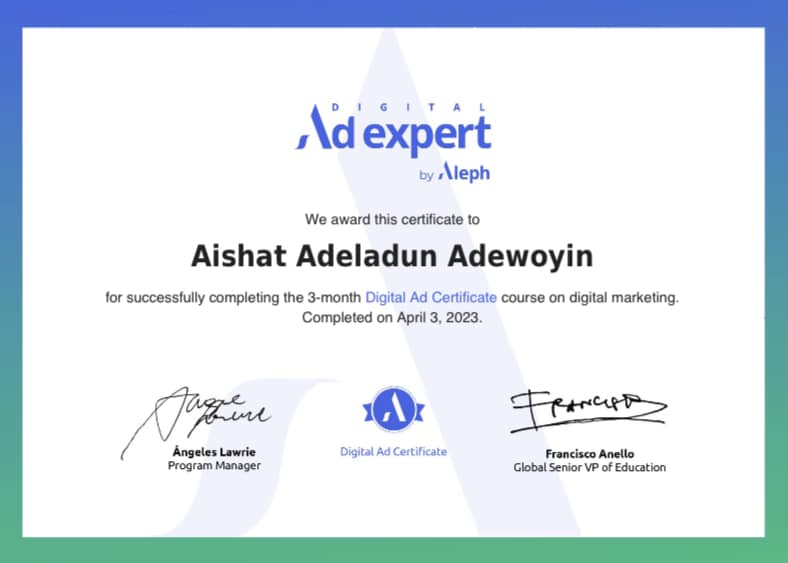 DIGITAL
Ad expert
by Aleph
We award this certificate to
Aishat Adeladun Adewoyin
for successfully completing the 3-month Digital Ad Certificate course on digital marketing.
Completed on April 3, 2023.
FRANCISCO
Ángeles Lawrie
Program Manager
Digital Ad Certificate
Francisco Anello
Global Senior VP of Education